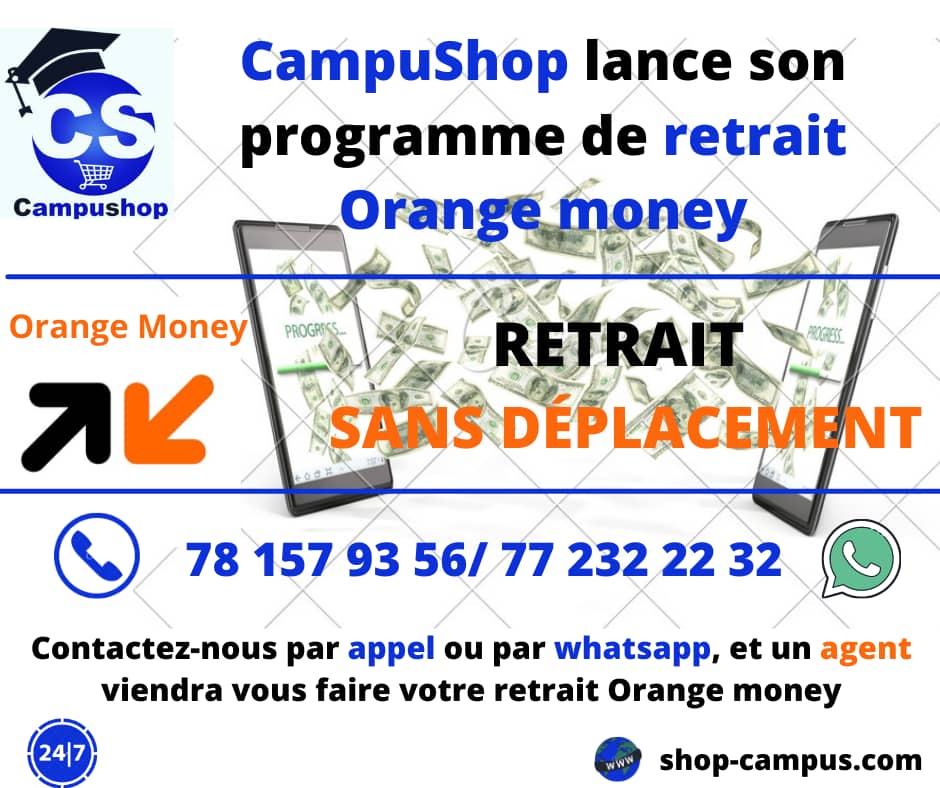 CampuShop lance son
programme de retrait
Orange money
CS
Campushop
Orange Money
PROGRESS...
PROGRESS...
RETRAIT
SANS DÉPLACEMENT
78 157 93 56/ 77 232 22 32
Contactez-nous par appel ou par whatsapp, et un agent
viendra vous faire votre retrait Orange money
24|7
www
shop-campus.com